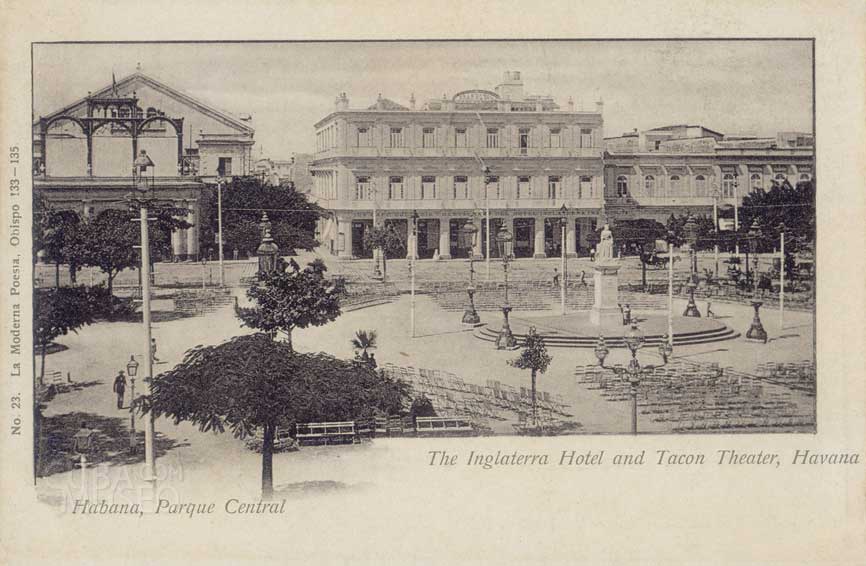 No. 23. La Moderna Poesia, Obispo 133—135
The Inglaterra Hotel and Tacon Theater, Havana
Habana, Parque Central